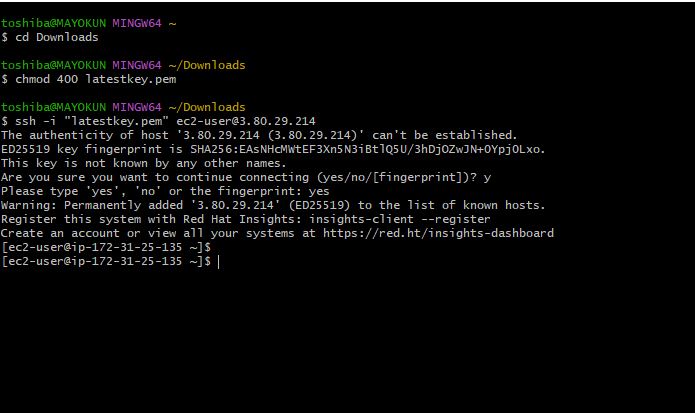 toshiba@MAYOKUN MINGW64 ~
$ cd Downloads
toshiba@MAYOKUN MINGW64 ~/Downloads
$ chmod 400 latestkey.pem
toshiba@MAYOKUN MINGW64 ~/Downloads
$ ssh -i "latestkey.pem" ec2-user@3.80.29.214
The authenticity of host '3.80.29.214 (3.80.29.214)' can't be established.
ED25519 key fingerprint is SHA256:EAsNHcMWtEF3Xn5N3iBtlQ5U/3hDjOZwJN+OYpj0Lxo.
This key is not known by any other names.
Are you sure you want to continue connecting (yes/no/[fingerprint])? y
Please type 'yes', 'no' or the fingerprint: yes
Warning: Permanently added '3.80.29.214' (ED25519) to the list of known hosts.
Register this system with Red Hat Insights: insights-client --register
Create an account or view all your systems at https://red.ht/insights-dashboard
[ec2-user@ip-172-31-25-135 ~]$
[ec2-user@ip-172-31-25-135 ~]$